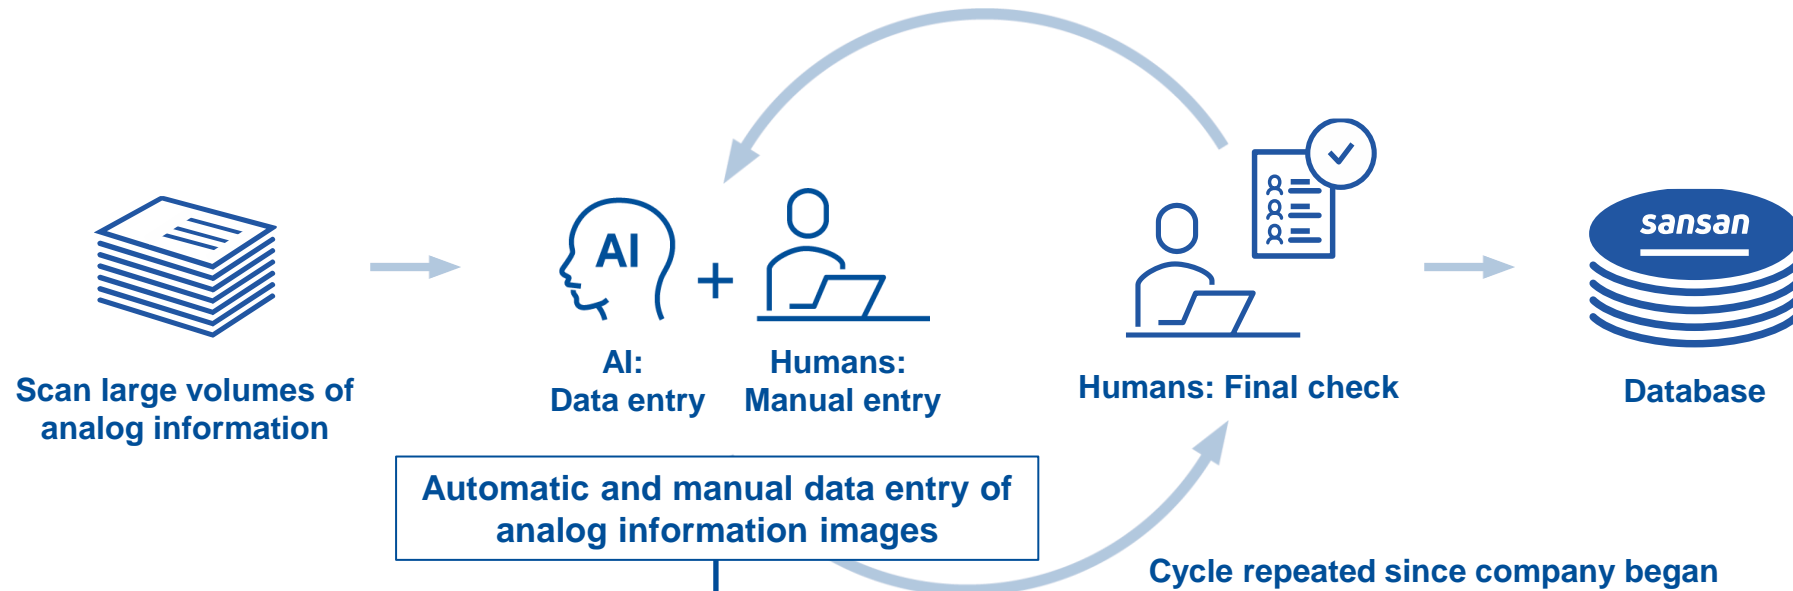 Scan large volumes of
analog information
AI
+
AI:
Data entry
Humans:
Manual entry
Automatic and manual data entry of
analog information images
Humans: Final check
sansan
Database
Cycle repeated since company began